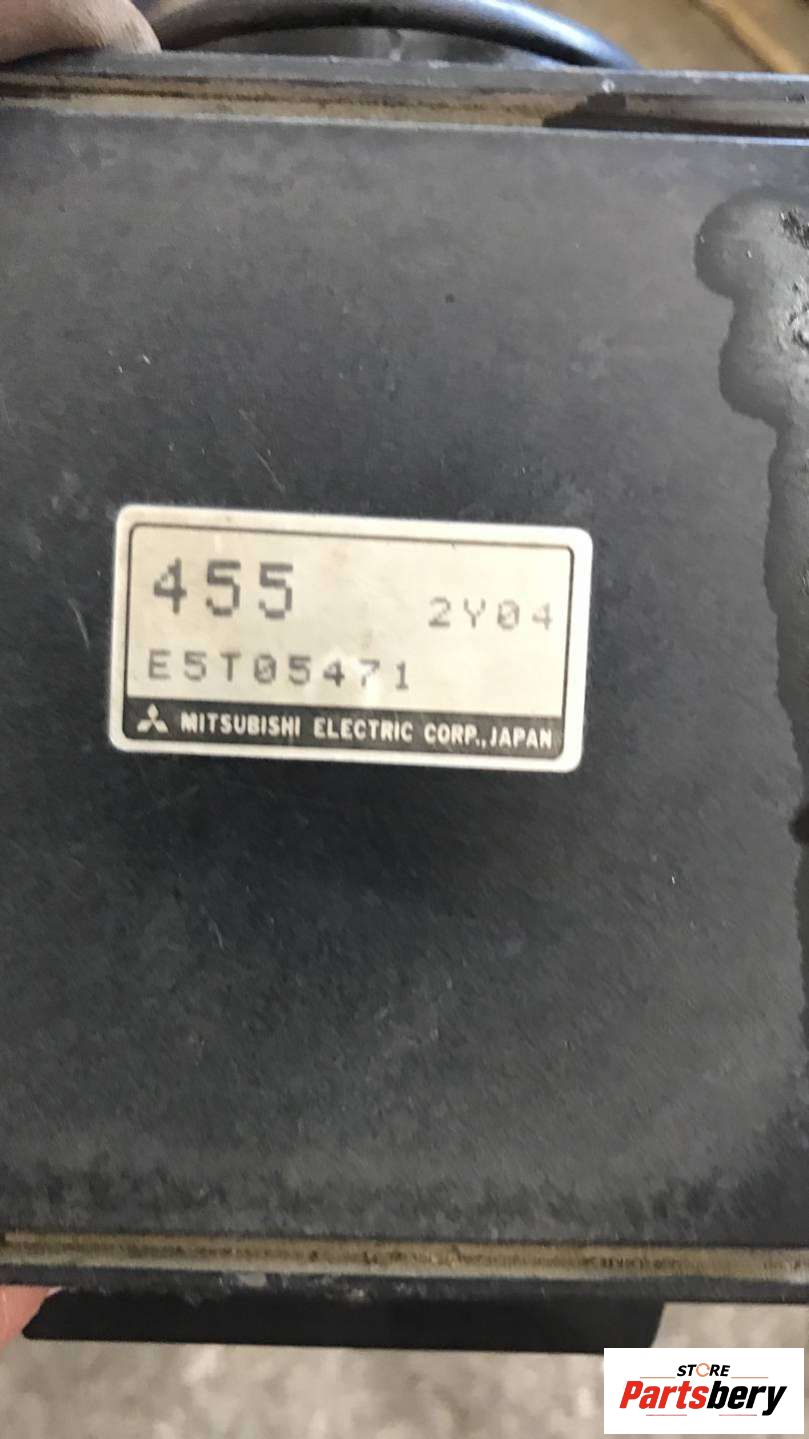 455 2Y04
E5T05471
MITSUBISHI ELECTRIC CORP., JAPAN
STORE
Partsbery